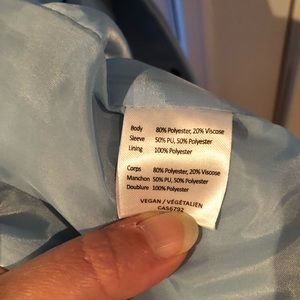 Body 80% Polyester, 20% Viscose
Sleeve 50% PU, 50% Polyester
Lining 100% Polyester
Corps 80% Polyester, 20% Viscose
Manchon 50% PU, 50% Polyester
Doublure 100% Polyester
VEGAN / VÉGÉTALIEN
CA56792